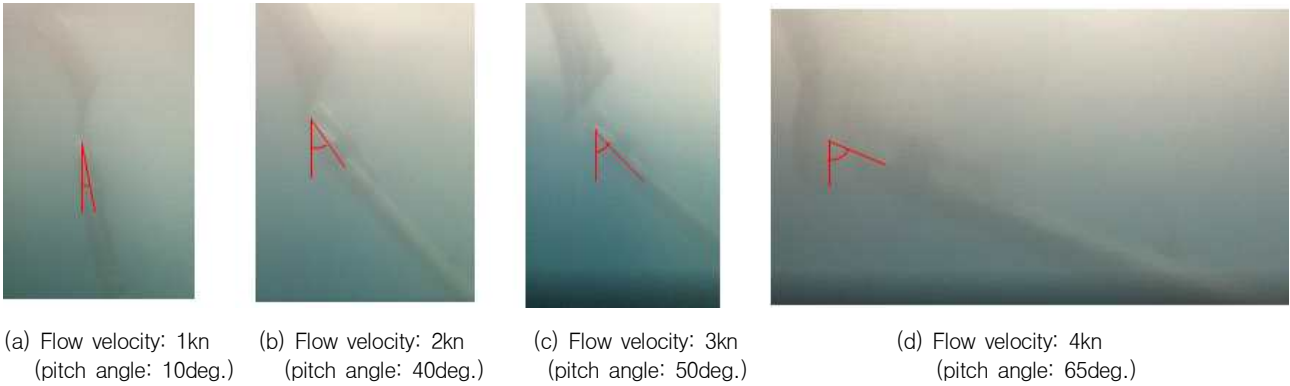 (a) Flow velocity: 1kn
(pitch angle: 10deg.)
(b) Flow velocity: 2kn
(pitch angle: 40deg.)
(c) Flow velocity: 3kn
(pitch angle: 50deg.)
(d) Flow velocity: 4kn
(pitch angle: 65deg.)